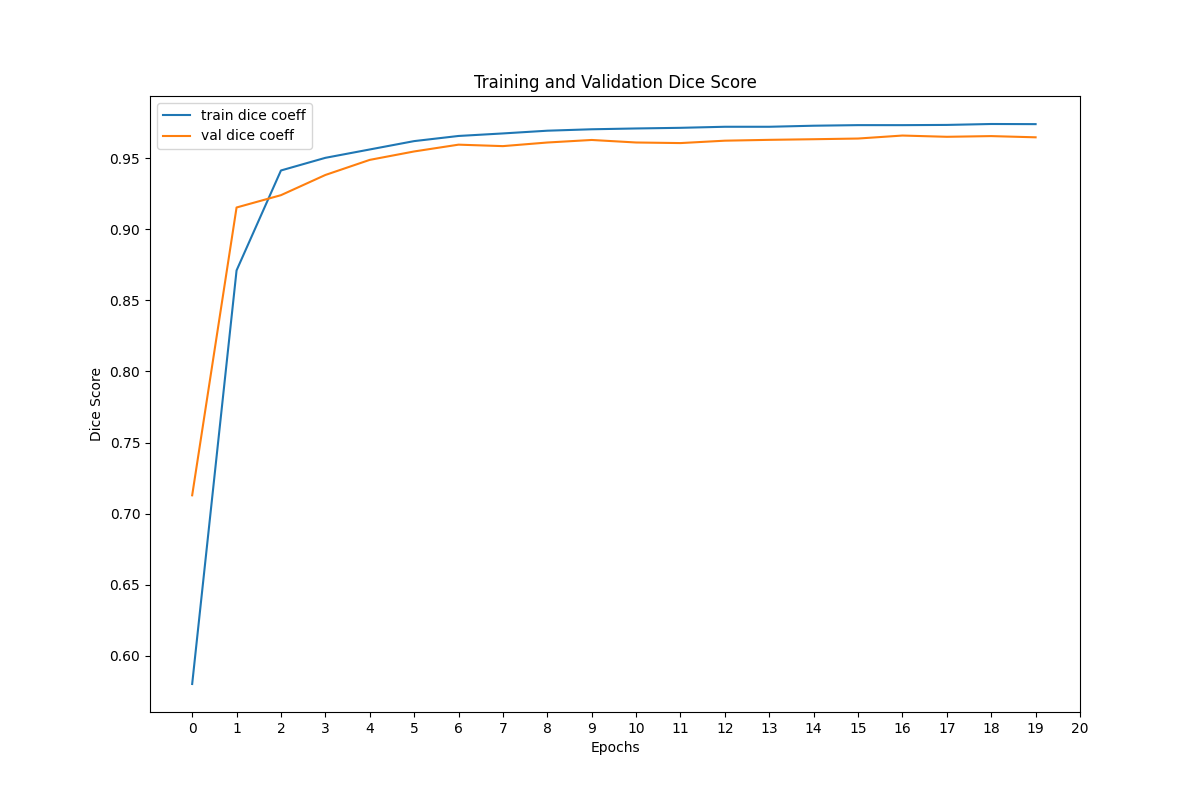 Training and Validation Dice Score
train dice coeff
val dice coeff
0.95
0.90
0.85
0.80
0.75
0.70
0.65
0.60
Dice Score
0 1 2 3 4 5 6 7 8 9 10 11 12 13 14 15 16 17 18 19 20
Epochs